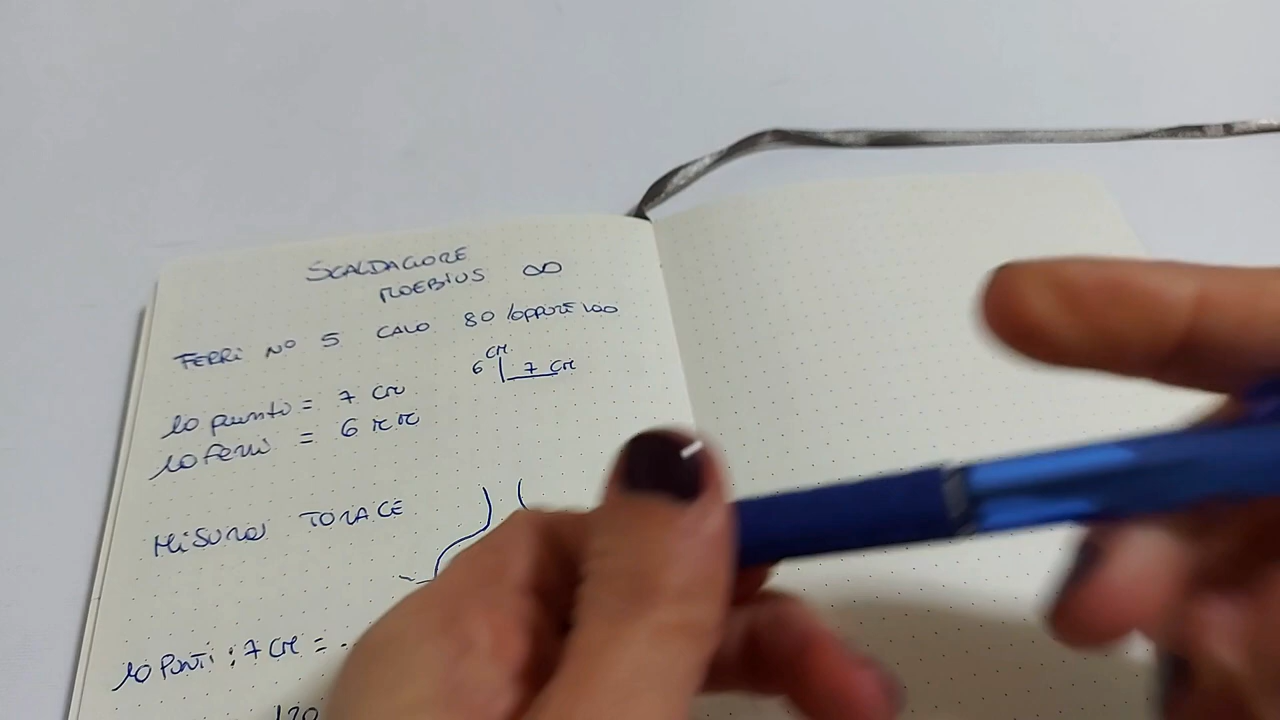 SCALDACUORE
MOEBIUS ∞
FERRI Nº 5 CAVO 80 /OPPURE 100
6 CM 7 CM
10 punti = 7 cm
10 ferri = 6 cm
MISURA TORACE
10 PUNTI : 7 CM =
120